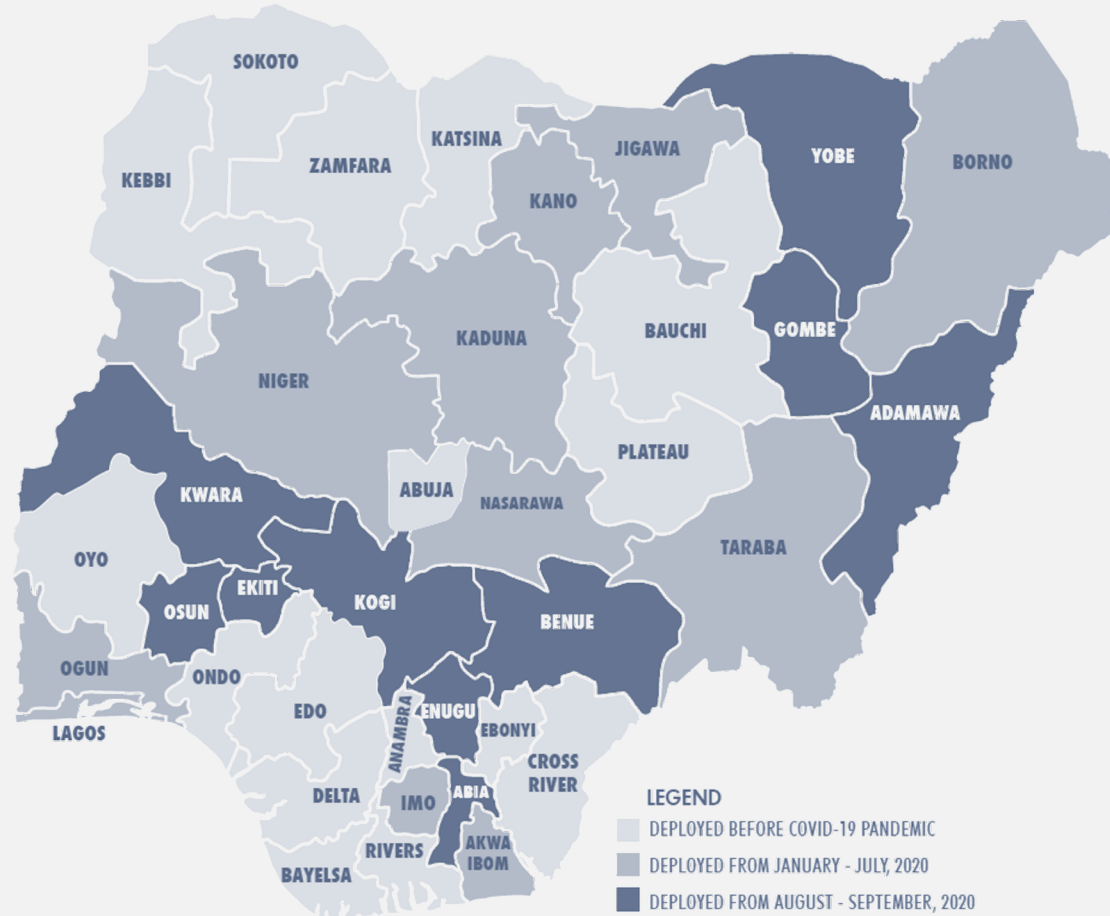 SOKOTO
KATSINA
JIGAWA
YOBE
BORNO
KEBBI
ZAMFARA
KANO
BAUCHI
GOMBE
KADUNA
NIGER
ADAMAWA
PLATEAU
ABUJA
NASARAWA
KWARA
TARABA
OYO
EKITI
OSUN
KOGI
BENUE
OGUN
ONDO
EDO
ANAMBRA
ENUGU
EBONYI
LAGOS
CROSS
RIVER
DELTA
IMO
ABIA
RIVERS
AKWA
IBOM
BAYELSA
LEGEND
DEPLOYED BEFORE COVID-19 PANDEMIC
DEPLOYED FROM JANUARY - JULY, 2020
DEPLOYED FROM AUGUST - SEPTEMBER, 2020